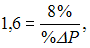 1,6 = 8% / %ΔP,